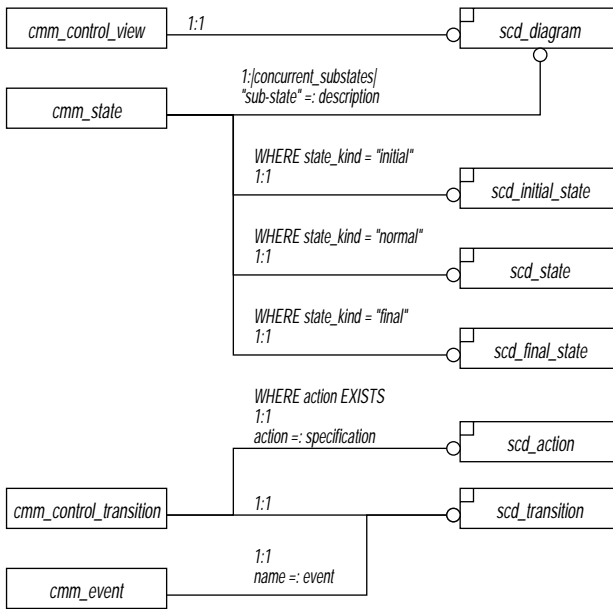 cmm_control_view
1:1
scd_diagram
1:|concurrent_substates|
"sub-state" =: description
cmm_state
WHERE state_kind = "initial"
1:1
scd_initial_state
WHERE state_kind = "normal"
1:1
scd_state
WHERE state_kind = "final"
1:1
scd_final_state
WHERE action EXISTS
1:1
action =: specification
scd_action
cmm_control_transition
1:1
scd_transition
1:1
name =: event
cmm_event